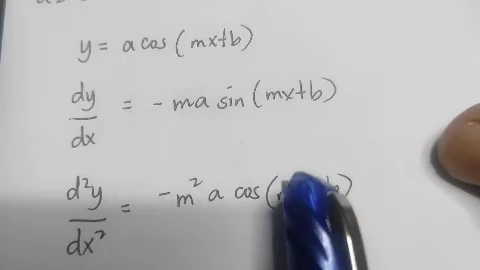 y = a cos (mx+b)
dy/dx = - ma sin (mx+b)
d²y/dx² = -m² a cos ( b)